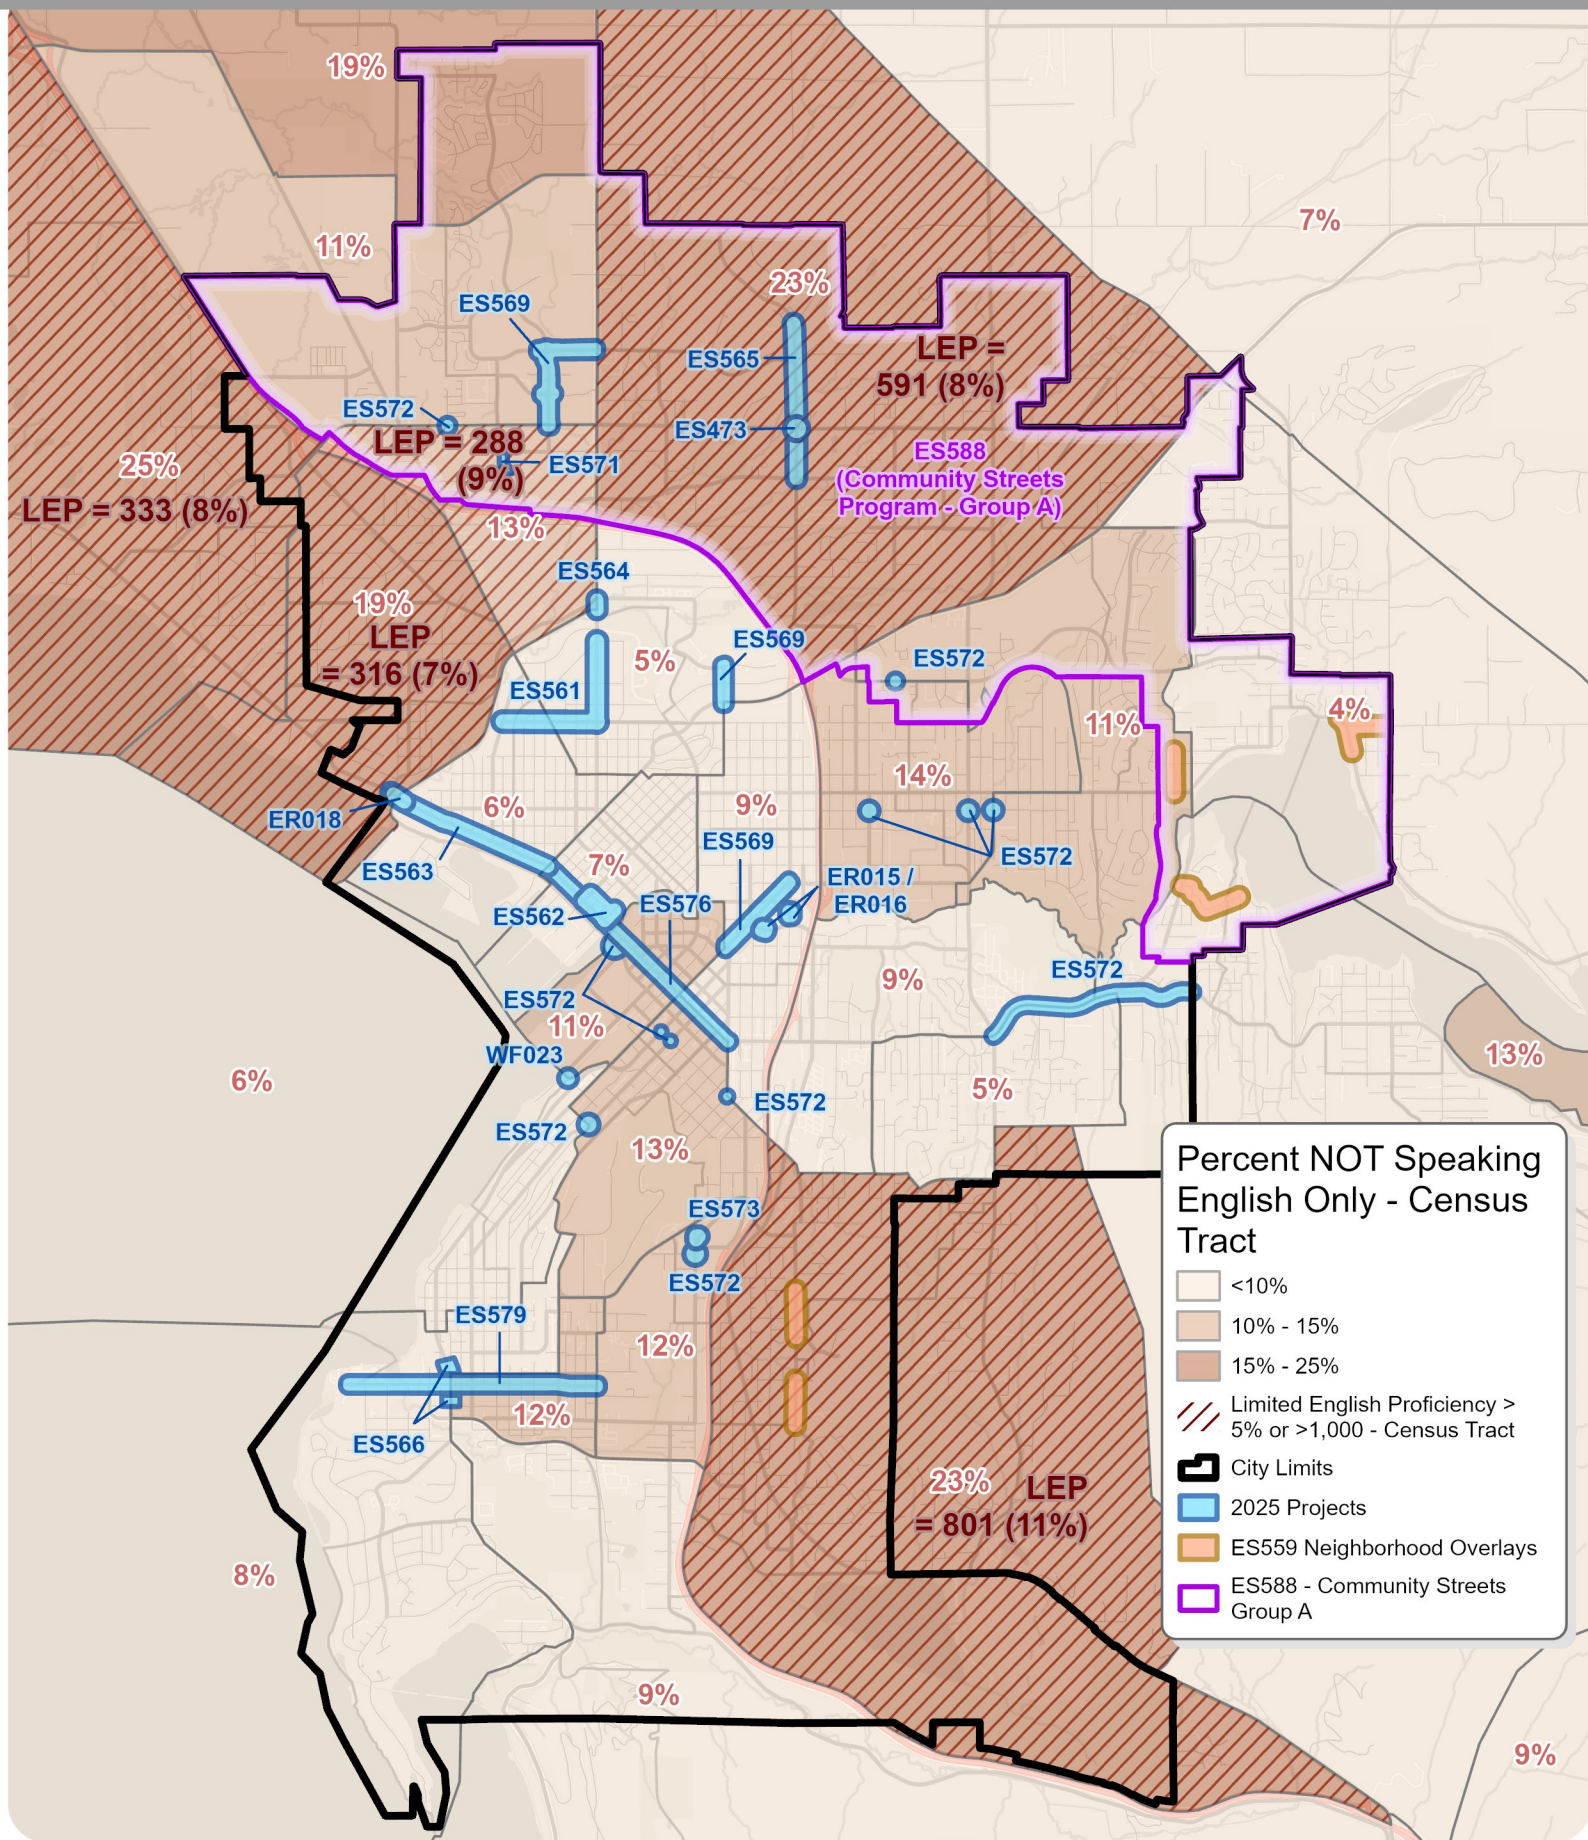 19%
7%
11%
23%
ES569
LEP =
591 (8%)
ES565
ES572
ES473
LEP = 288
(9%)
ES571
ES588
(Community Streets
Program - Group A)
25%
LEP = 333 (8%)
13%
ES564
19%
LEP
= 316 (7%)
5%
ES569
ES572
ES561
4%
11%
14%
ER018
6%
9%
ES563
7%
ES569
ES572
ER015 /
ER016
ES562
ES576
9%
ES572
ES572
11%
WF023
13%
6%
5%
ES572
ES572
13%
ES573
ES572
ES579
12%
12%
ES566
23%
LEP
= 801 (11%)
8%
9%
9%
Percent NOT Speaking
English Only - Census
Tract
<10%
10% - 15%
15% - 25%
Limited English Proficiency >
5% or >1,000 - Census Tract
City Limits
2025 Projects
ES559 Neighborhood Overlays
ES588 - Community Streets
Group A